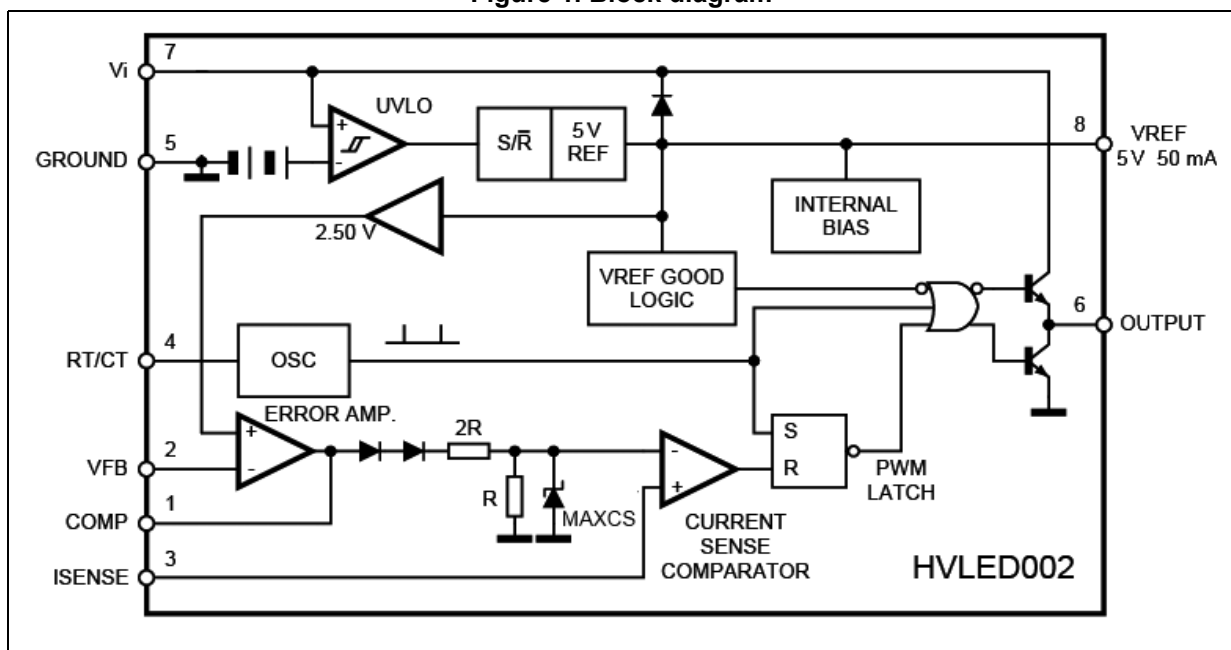 Figure 1. Block diagram
7
Vi
UVLO
+
-
5
GROUND
S/R̅
5 V
REF
8
VREF
5 V 50 mA
INTERNAL
BIAS
2.50 V
VREF GOOD
LOGIC
6
OUTPUT
4
RT/CT
OSC
ERROR AMP.
2R
+
-
2
VFB
S
R
-
+
PWM
LATCH
R
MAXCS
1
COMP
CURRENT
SENSE
COMPARATOR
3
ISENSE
HVLED002